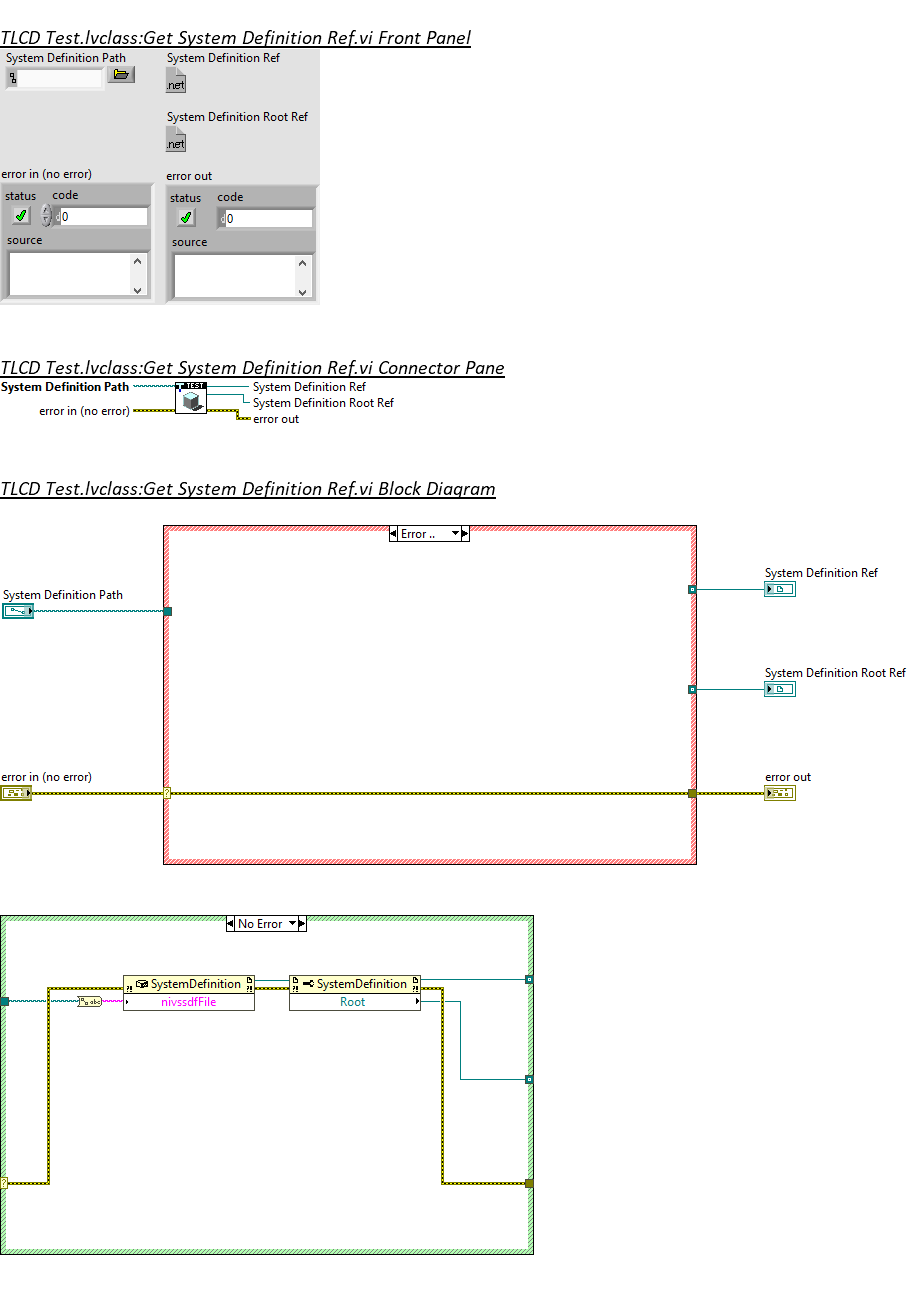 TLCD Test.lvclass:Get System Definition Ref.vi Front Panel
System Definition Path
System Definition Ref
.net
System Definition Root Ref
.net
error in (no error)
error out
status code
status code
0
0
source
source
TLCD Test.lvclass:Get System Definition Ref.vi Connector Pane
System Definition Path
TEST
System Definition Ref
System Definition Root Ref
error in (no error)
error out
TLCD Test.lvclass:Get System Definition Ref.vi Block Diagram
Error ..
System Definition Ref
System Definition Path
System Definition Root Ref
error in (no error)
error out
?
No Error
SystemDefinition
SystemDefinition
nivssdfFile
Root
abc
?